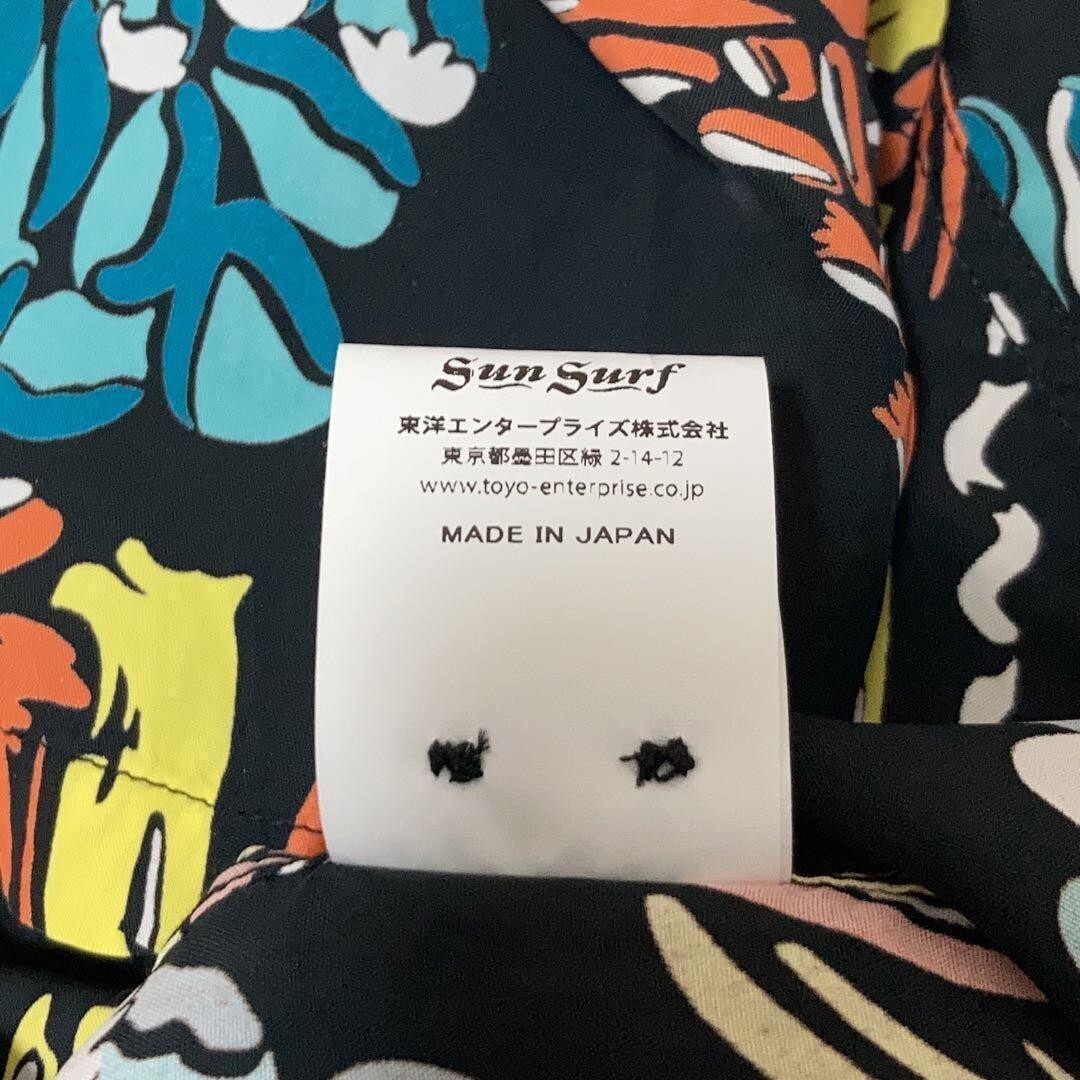 Sun Surf
東洋エンタープライズ株式会社
東京都墨田区緑 2-14-12
www.toyo-enterprise.co.jp
MADE IN JAPAN